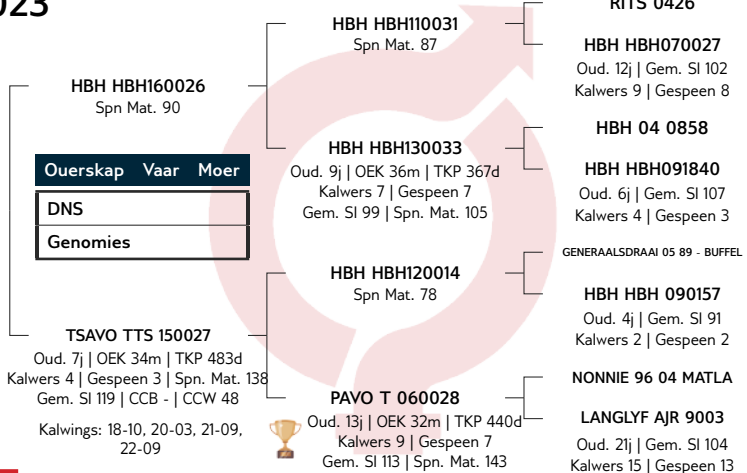 HBH HBH160026
Spn Mat. 90
Ouerskap Vaar Moer
DNS
Genomies
TSAVO TTS 150027
Oud. 7j | OEK 34m | TKP 483d
Kalwers 4 | Gespeen 3 | Spn. Mat. 138
Gem. SI 119 | CCB - | CCW 48
Kalwings: 18-10, 20-03, 21-09,
22-09
HBH HBH110031
Spn Mat. 87
HBH HBH130033
Oud. 9j | OEK 36m | TKP 367d
Kalwers 7 | Gespeen 7
Gem. SI 99 | Spn. Mat. 105
HBH HBH120014
Spn Mat. 78
PAVO T 060028
Oud. 13j | OEK 32m | TKP 440d
Kalwers 9 | Gespeen 7
Gem. SI 113 | Spn. Mat. 143
RITS 0426
HBH HBH070027
Oud. 12j | Gem. SI 102
Kalwers 9 | Gespeen 8
HBH 04 0858
HBH HBH091840
Oud. 6j | Gem. SI 107
Kalwers 4 | Gespeen 3
GENERAALSDRAAI 05 89 - BUFFEL
HBH HBH 090157
Oud. 4j | Gem. SI 91
Kalwers 2 | Gespeen 2
NONNIE 96 04 MATLA
LANGLYF AJR 9003
Oud. 21j | Gem. SI 104
Kalwers 15 | Gespeen 13